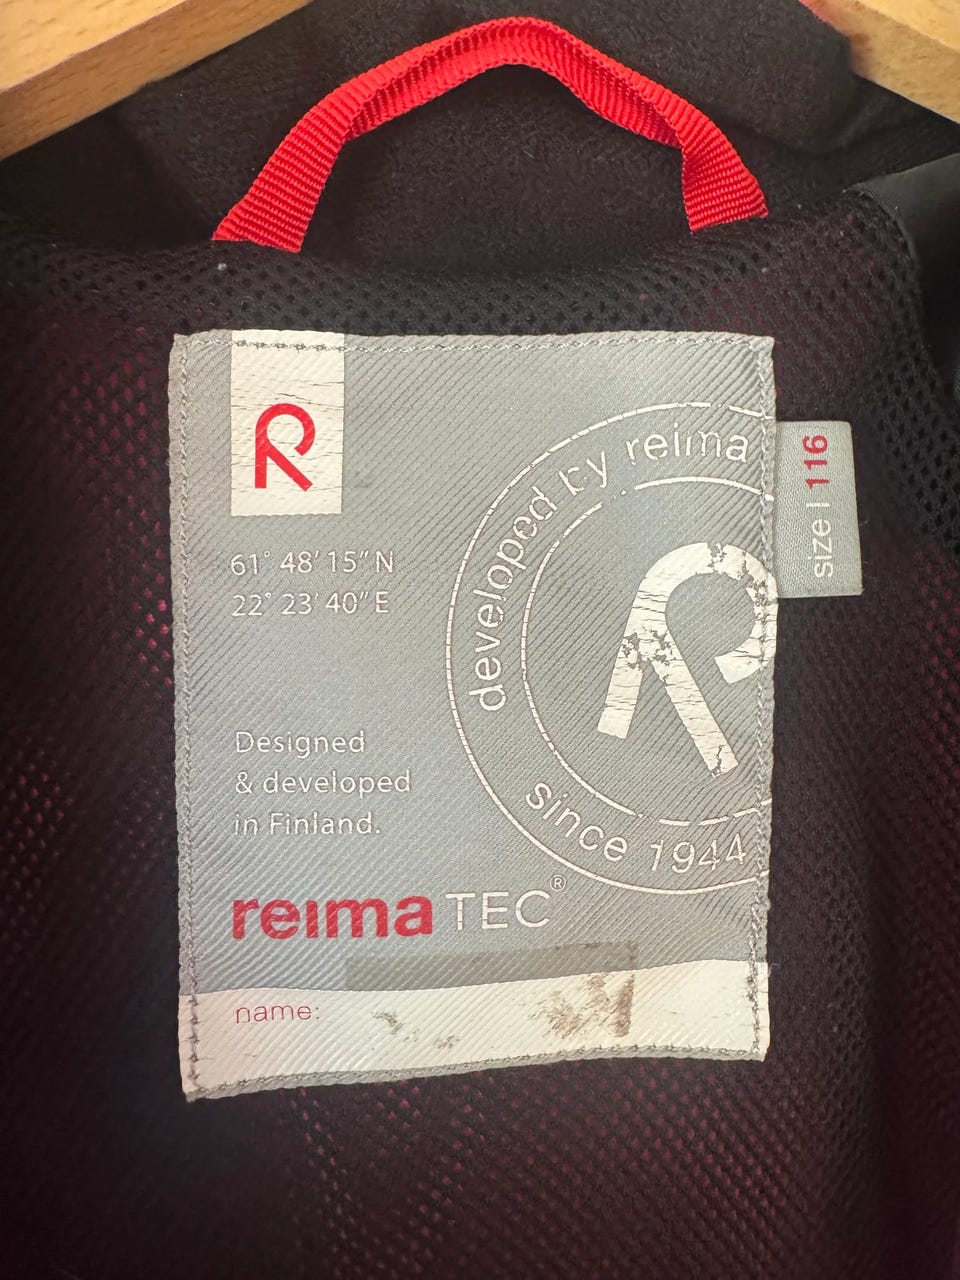 R
61° 48' 15" N
22° 23' 40" E
developed by reima
R
since 1944
size | 116
Designed
& developed
in Finland.
reima TEC®
name: